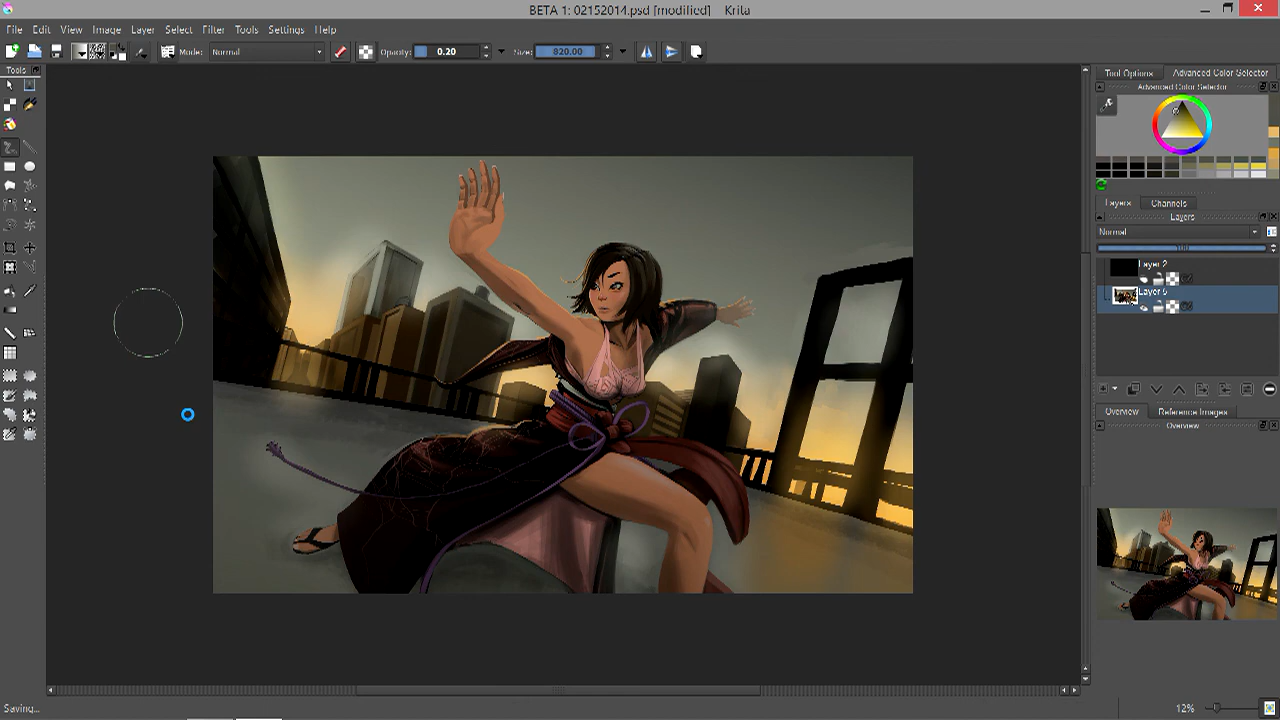 BETA 1: 02152014.psd [modified] Krita
File Edit View Image Layer Select Filter Tools Settings Help
Mode: Normal Opacity: 0.20 Size: 820.00
Tools
Tool Options Advanced Color Selector
Advanced Color Selector
Layers Channels
Layers
Normal
Layer 2
Overview Reference Images
Overview
Saving...
12%